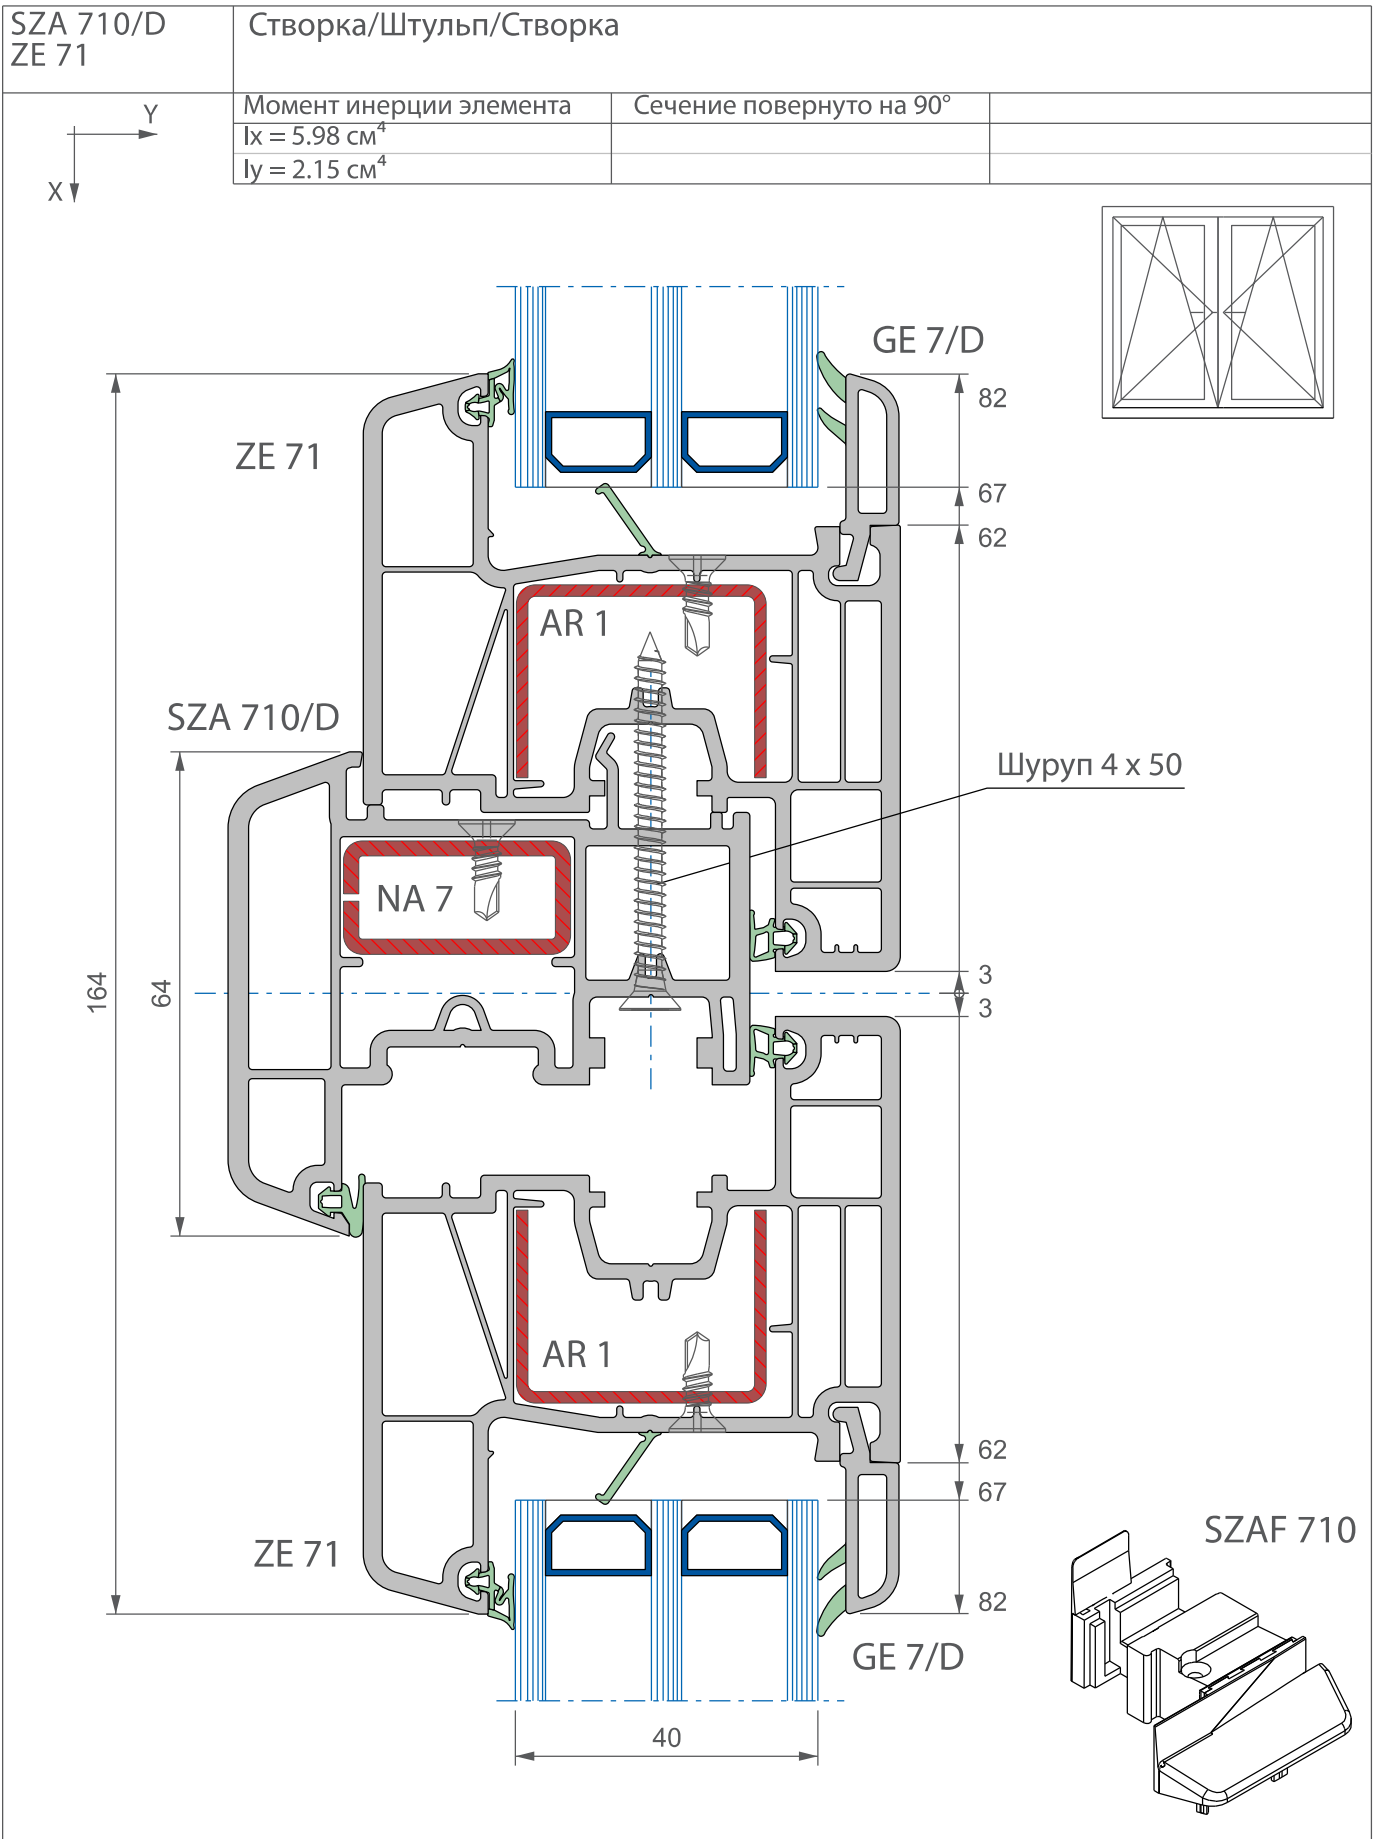 SZA 710/D
ZE 71
Створка/Штульп/Створка
Момент инерции элемента
Сечение повернуто на 90°
Ix = 5.98 см⁴
Iy = 2.15 см⁴
Y
X
GE 7/D
82
ZE 71
67
62
AR 1
SZA 710/D
Шуруп 4 x 50
NA 7
164
64
3
3
AR 1
62
67
ZE 71
SZAF 710
82
GE 7/D
40